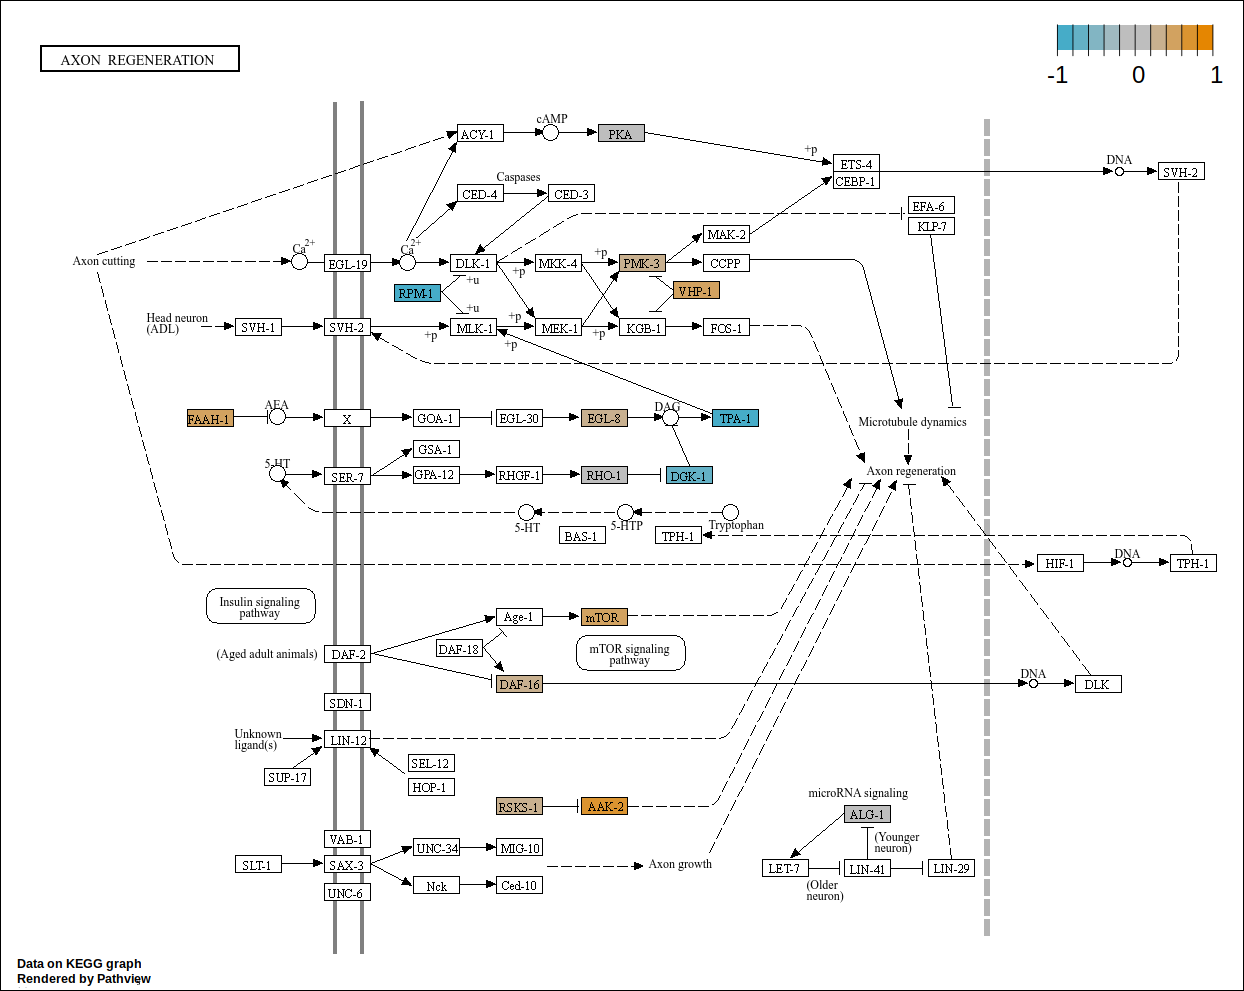 AXON REGENERATION
-1 0 1
cAMP
ACY-1
PKA
+p
ETS-4
CEBP-1
DNA
SVH-2
Caspases
CED-4
CED-3
EFA-6
KLP-7
MAK-2
Axon cutting
Ca2+
EGL-19
Ca2+
DLK-1
+p
MKK-4
+p
PMK-3
CCPP
RPM-1
+u
+u
VHP-1
Head neuron
(ADL)
SVH-1
SVH-2
+p
MLK-1
+p
+p
MEK-1
+p
KGB-1
FOS-1
FAAH-1
AEA
X
GOA-1
EGL-30
EGL-8
DAG
TPA-1
Microtubule dynamics
5-HT
SER-7
GSA-1
GPA-12
RHGF-1
RHO-1
DGK-1
Axon regeneration
5-HT
5-HTP
Tryptophan
BAS-1
TPH-1
HIF-1
DNA
TPH-1
Insulin signaling
pathway
Age-1
mTOR
(Aged adult animals)
DAF-2
DAF-18
mTOR signaling
pathway
DAF-16
DNA
DLK
SDN-1
Unknown
ligand(s)
LIN-12
SUP-17
SEL-12
HOP-1
RSKS-1
AAK-2
microRNA signaling
ALG-1
(Younger
neuron)
VAB-1
UNC-34
MIG-10
SLT-1
SAX-3
Axon growth
LET-7
LIN-41
LIN-29
(Older
neuron)
Nck
Ced-10
UNC-6
Data on KEGG graph
Rendered by Pathview